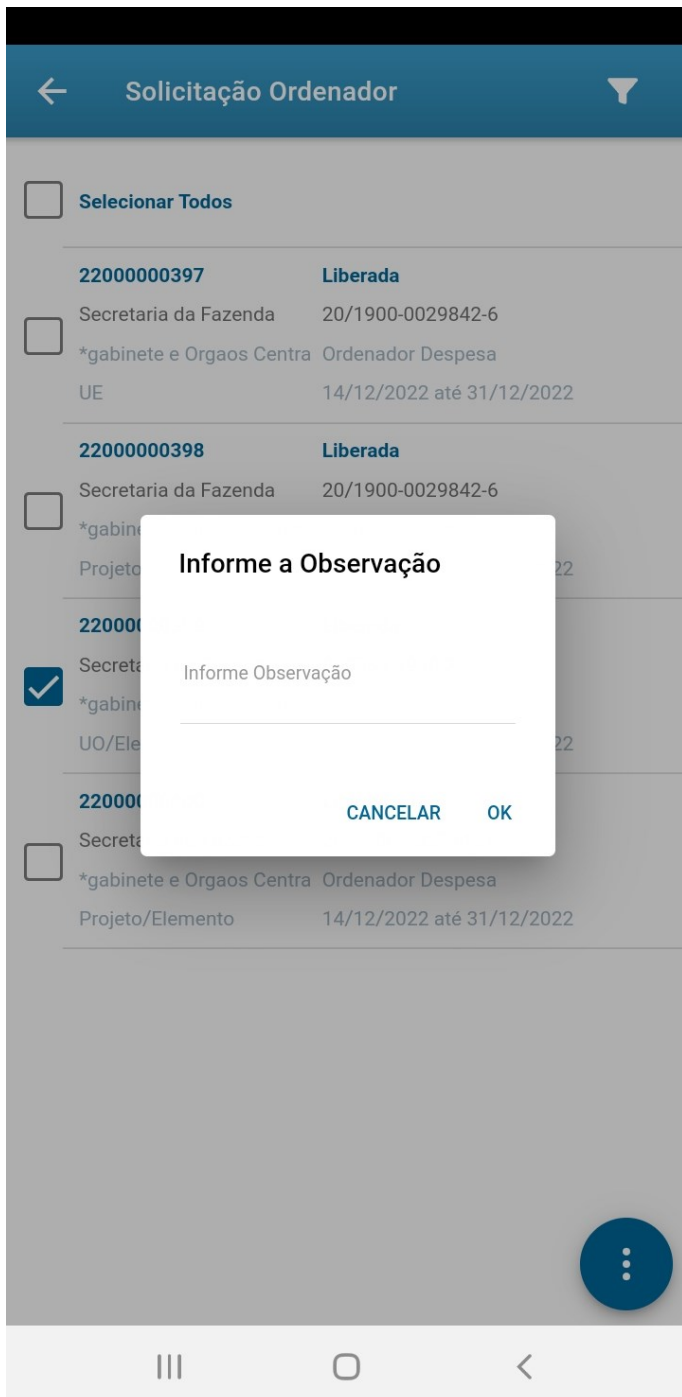 Solicitação Ordenador
Selecionar Todos
22000000397 Liberada
Secretaria da Fazenda 20/1900-0029842-6
*gabinete e Orgaos Centra Ordenador Despesa
UE 14/12/2022 até 31/12/2022
22000000398 Liberada
Secretaria da Fazenda 20/1900-0029842-6
Informe a Observação
Informe Observação
UO/Ele
CANCELAR OK
*gabinete e Orgaos Centra Ordenador Despesa
Projeto/Elemento 14/12/2022 até 31/12/2022